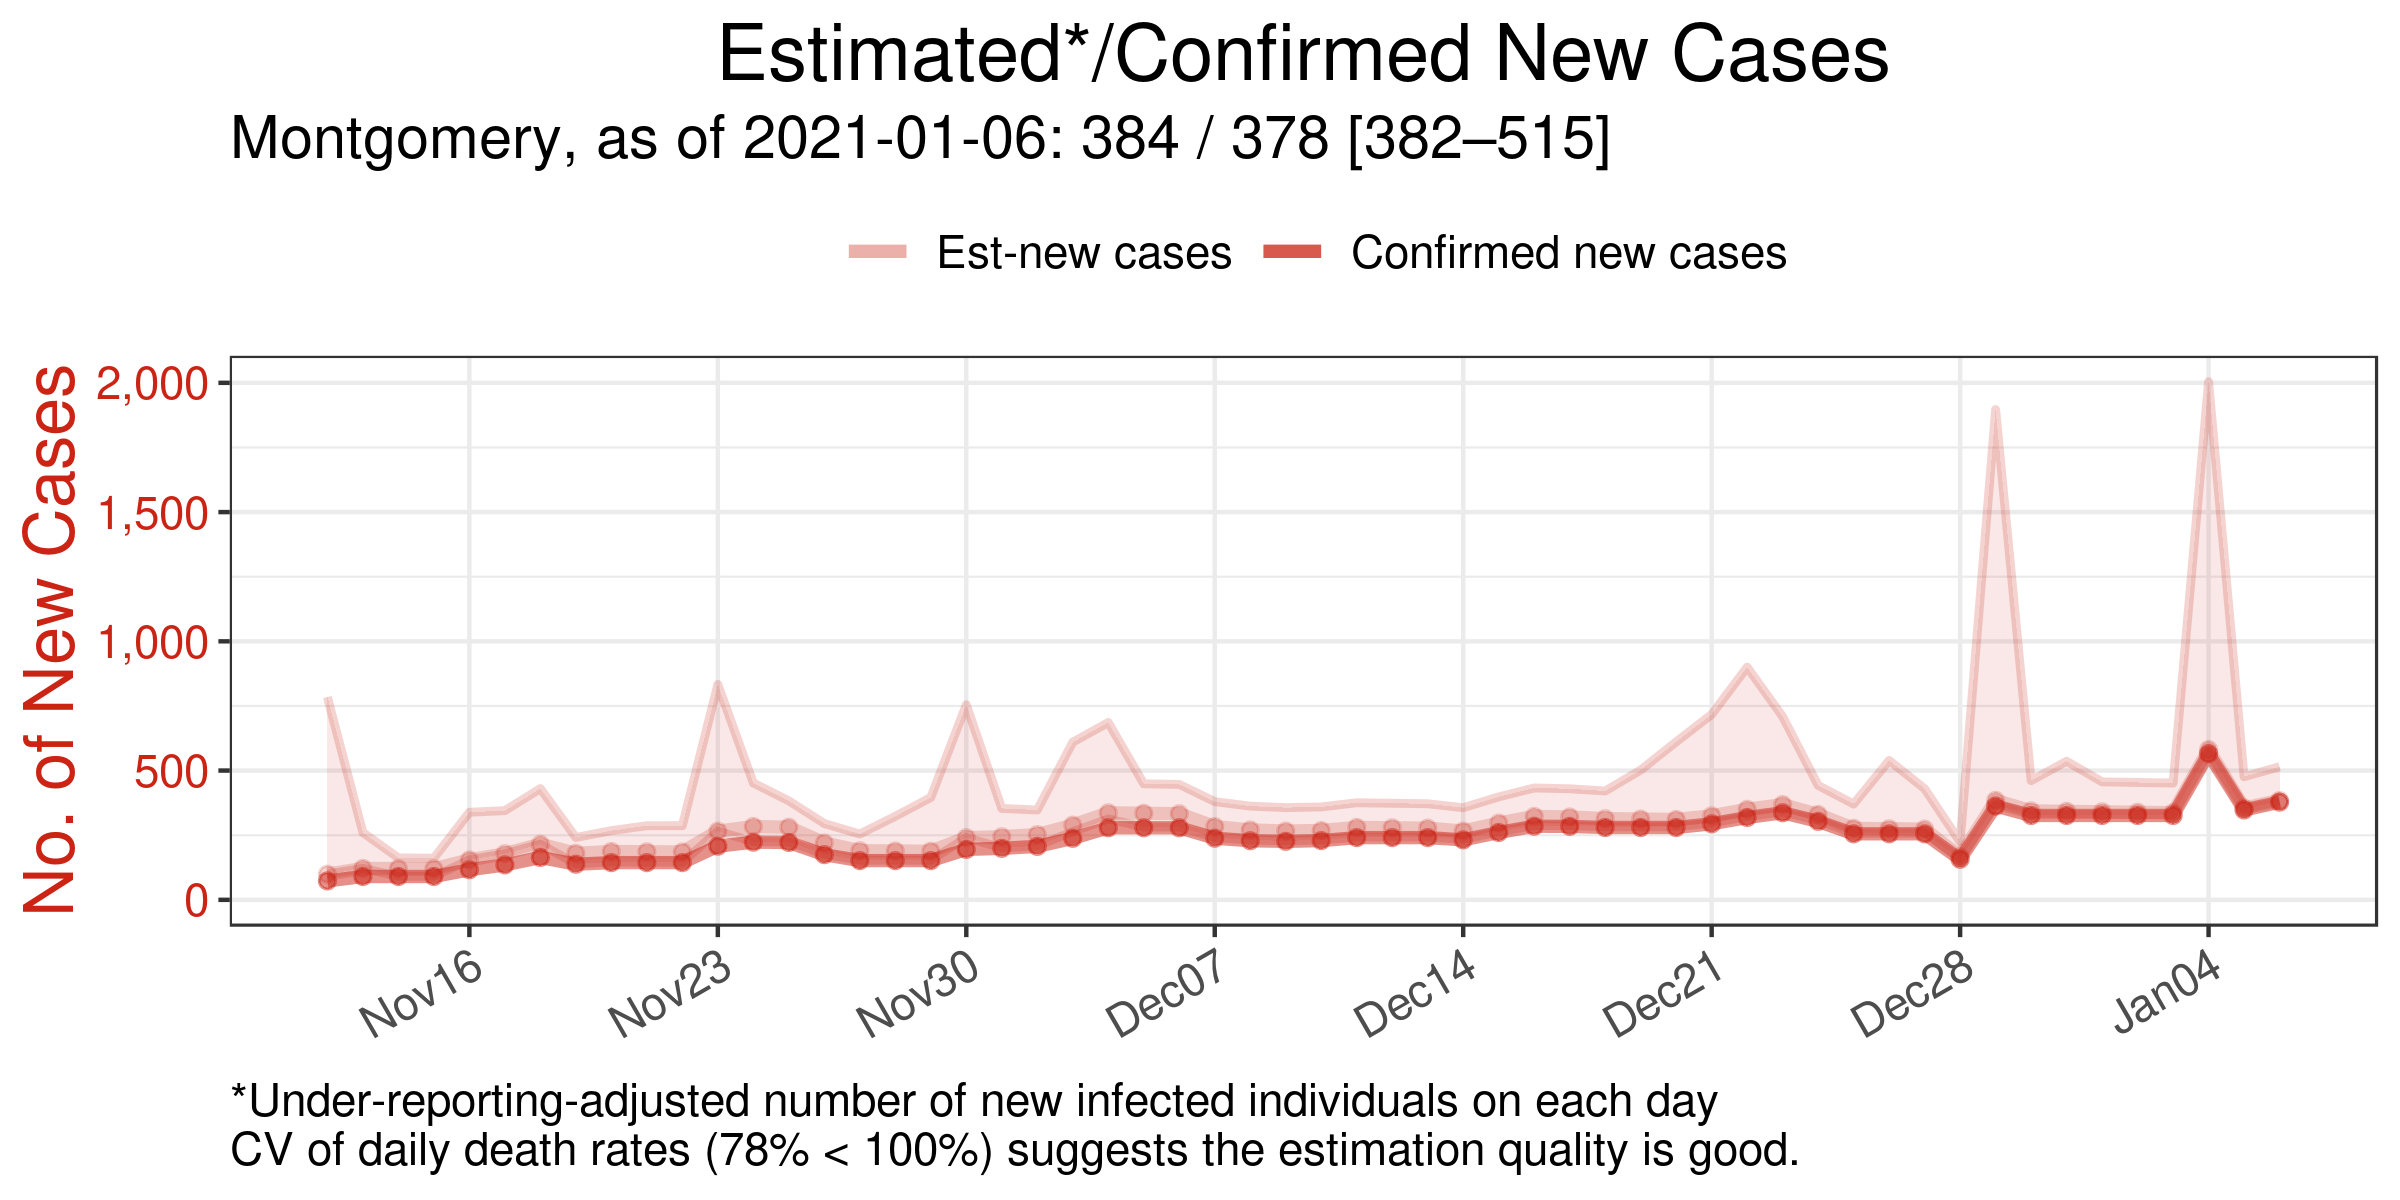 Estimated*/Confirmed New Cases
Montgomery, as of 2021-01-06: 384 / 378 [382–515]
Est-new cases Confirmed new cases
No. of New Cases
2,000
1,500
1,000
500
0
Nov16 Nov23 Nov30 Dec07 Dec14 Dec21 Dec28 Jan04
*Under-reporting-adjusted number of new infected individuals on each day
CV of daily death rates (78% < 100%) suggests the estimation quality is good.